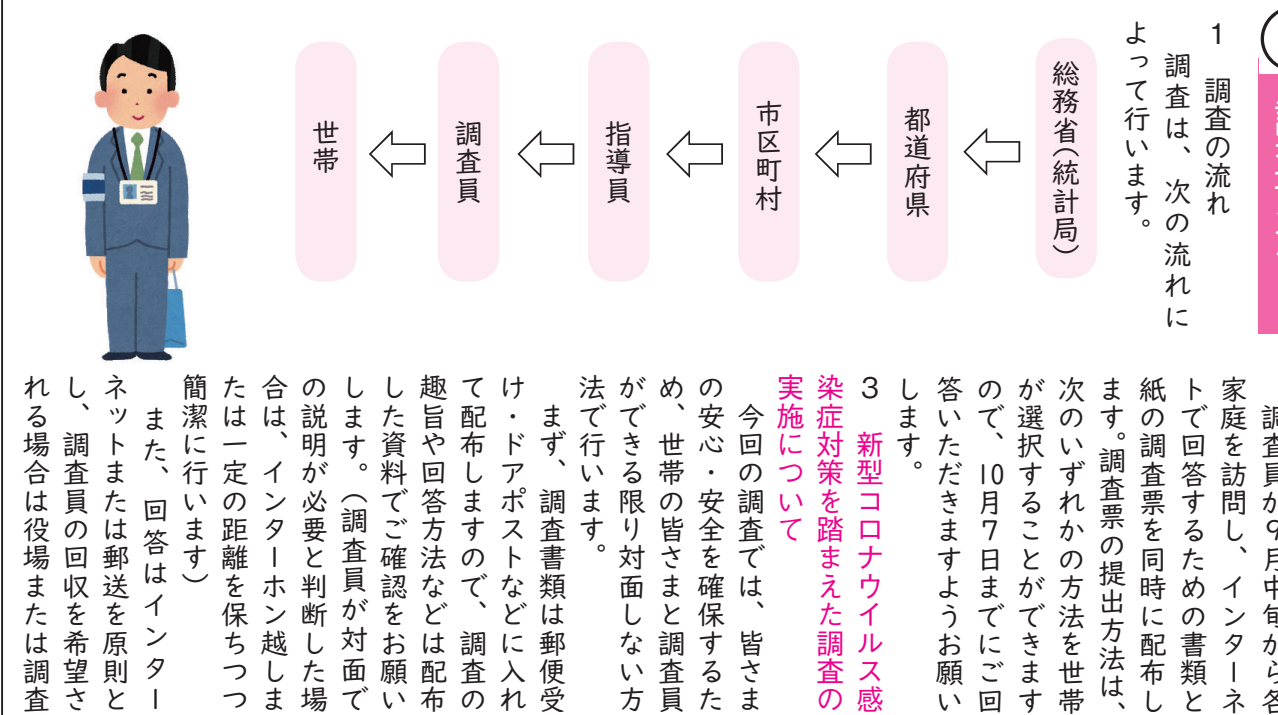 1 調査の流れ
調査は、次の流れに
よって行います。
総務省(統計局)
都道府県
市区町村
指導員
調査員
世帯
調査員が9月中旬から各
家庭を訪問し、インターネ
トで回答するための書類と
紙の調査票を同時に配布し
ます。調査票の提出方法は、
次のいずれかの方法を世帯
が選択することができます
ので、10月7日までにご回
答いただきますようお願い
します。
3 新型コロナウイルス感
染症対策を踏まえた調査の
実施について
今回の調査では、皆さま
の安心・安全を確保するた
め、世帯の皆さまと調査員
ができる限り対面しない方
法で行います。
まず、調査書類は郵便受
け・ドアポストなどに入れ
て配布しますので、調査の
趣旨や回答方法などは配布
した資料でご確認をお願い
します。(調査員が対面で
の説明が必要と判断した場
合は、インターホン越しま
たは一定の距離を保ちつつ
簡潔に行います)
また、回答はインター
ネットまたは郵送を原則と
し、調査員の回収を希望さ
れる場合は役場または調査